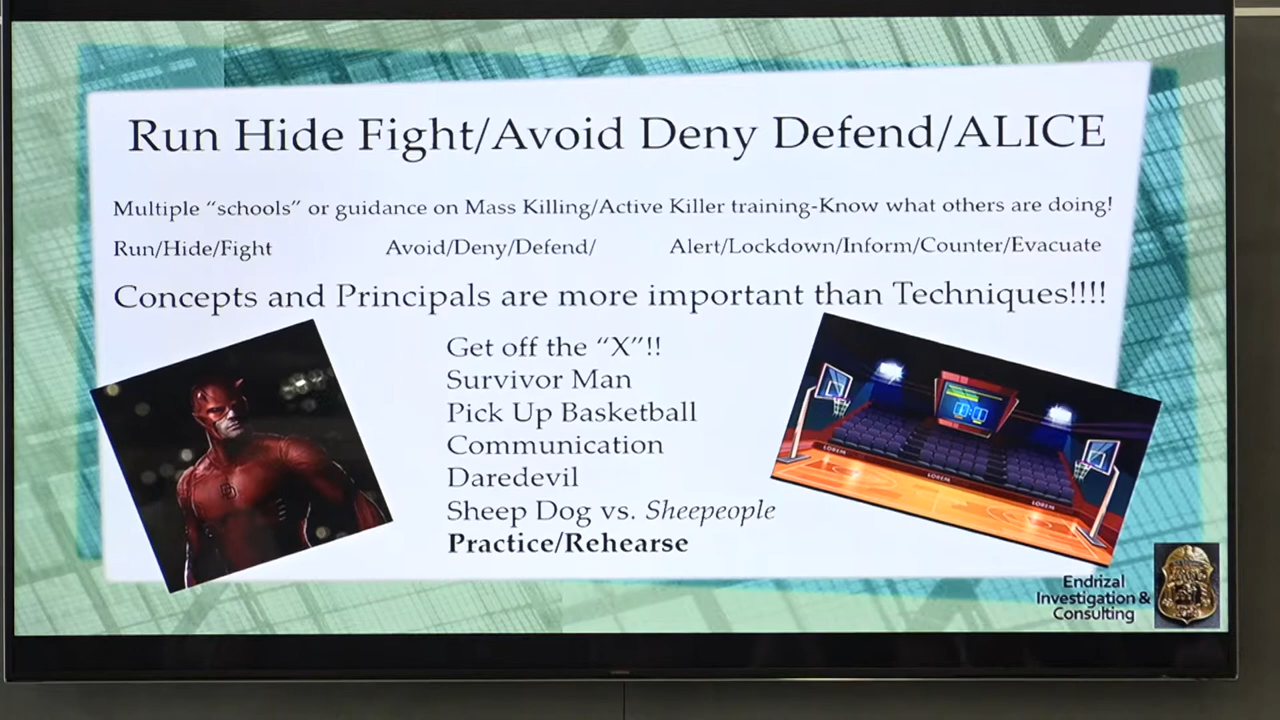 Run Hide Fight/Avoid Deny Defend/ALICE
Multiple “schools” or guidance on Mass Killing/Active Killer training-Know what others are doing!
Run/Hide/Fight Avoid/Deny/Defend/ Alert/Lockdown/Inform/Counter/Evacuate
Concepts and Principals are more important than Techniques!!!!
Get off the “X”!!
Survivor Man
Pick Up Basketball
Communication
Daredevil
Sheep Dog vs. Sheepeople
Practice/Rehearse
LOREM
LOREM
LOREM
Endrizal
Investigation &
Consulting